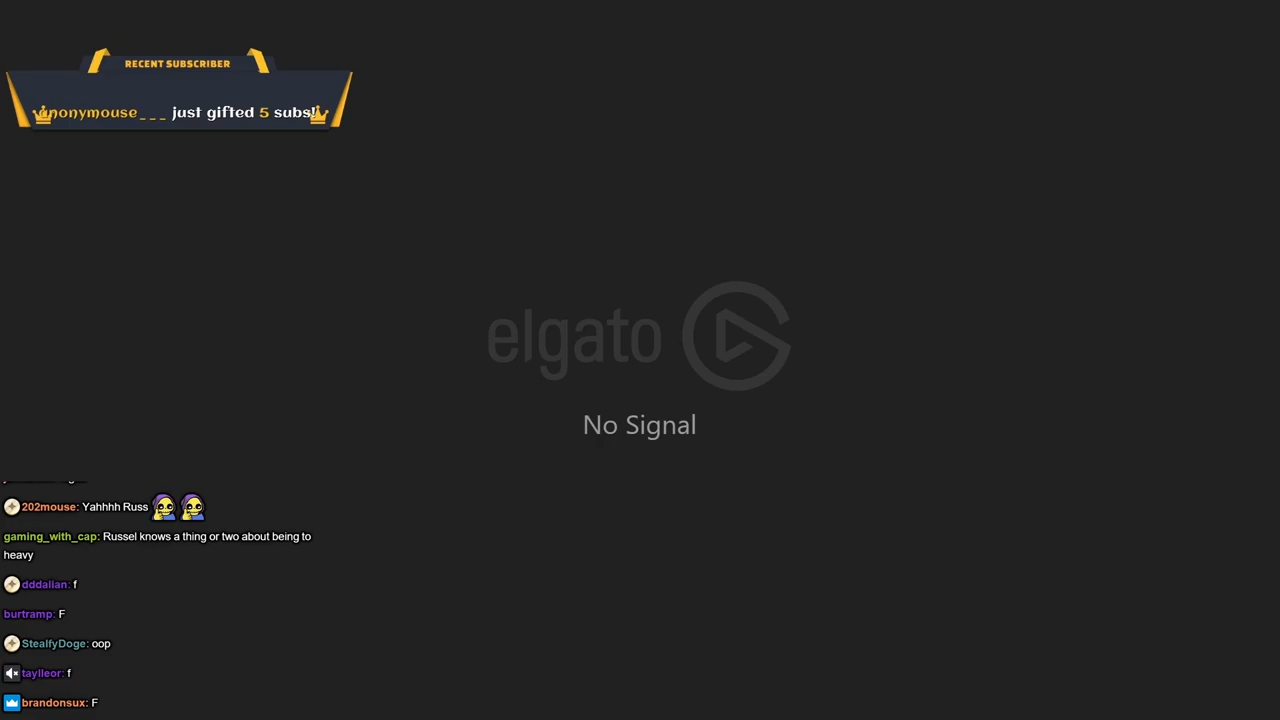 RECENT SUBSCRIBER
anonymouse___ just gifted 5 subs!
elgato
No Signal
202mouse: Yahhhh Russ
gaming_with_cap: Russel knows a thing or two about being to
heavy
dddalian: f
burtramp: F
StealfyDoge: oop
taylleor: f
brandonsux: F